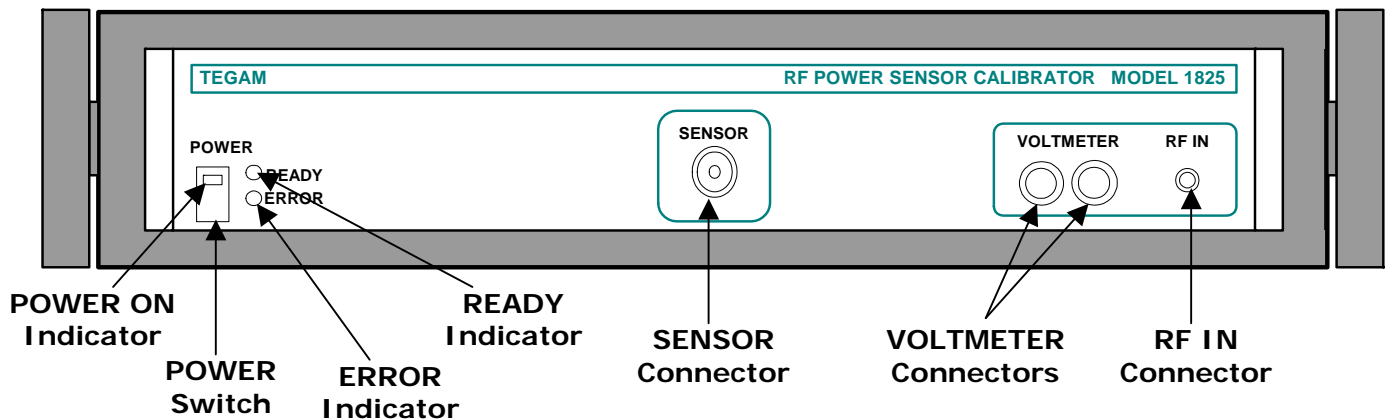 TEGAM RF POWER SENSOR CALIBRATOR MODEL 1825
POWER
READY
ERROR
SENSOR
VOLTMETER RF IN
POWER ON
Indicator
POWER
Switch
ERROR
Indicator
READY
Indicator
SENSOR
Connector
VOLTMETER
Connectors
RF IN
Connector